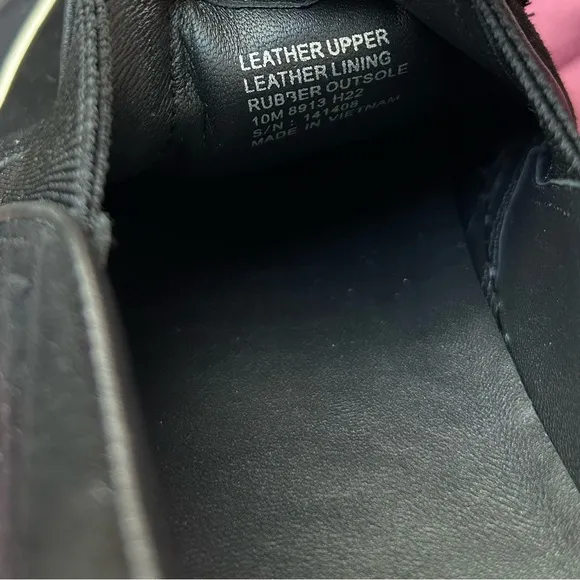 LEATHER UPPER
LEATHER LINING
RUBBER OUTSOLE
10M 8913 H22
S/N : 141408
MADE IN VIETNAM